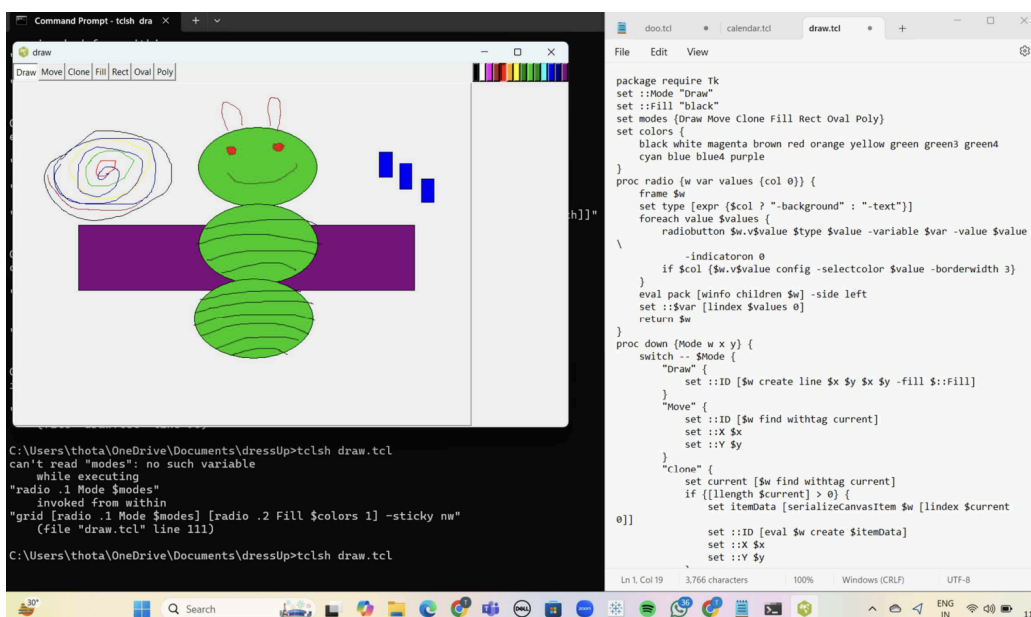 Command Prompt - tclsh dra
draw
Draw Move Clone Fill Rect Oval Poly
h]]"
C:\Users\thota\OneDrive\Documents\dressUp>tclsh draw.tcl
can't read "modes": no such variable
while executing
"radio .1 Mode $modes"
invoked from within
"grid [radio .1 Mode $modes] [radio .2 Fill $colors 1] -sticky nw"
(file "draw.tcl" line 111)
C:\Users\thota\OneDrive\Documents\dressUp>tclsh draw.tcl
doo.tcl
calendar.tcl
draw.tcl
File Edit View
package require Tk
set ::Mode "Draw"
set ::Fill "black"
set modes {Draw Move Clone Fill Rect Oval Poly}
set colors {
black white magenta brown red orange yellow green green3 green4
cyan blue blue4 purple
}
proc radio {w var values {col 0}} {
frame $w
set type [expr {$col ? "-background" : "-text"}]
foreach value $values {
radiobutton $w.v$value $type $value -variable $var -value $value
\
-indicatoron 0
if $col {$w.v$value config -selectcolor $value -borderwidth 3}
}
eval pack [winfo children $w] -side left
set ::$var [lindex $values 0]
return $w
}
proc down {Mode w x y} {
switch -- $Mode {
"Draw" {
set ::ID [$w create line $x $y $x $y -fill $::Fill]
}
"Move" {
set ::ID [$w find withtag current]
set ::X $x
set ::Y $y
}
"Clone" {
set current [$w find withtag current]
if {[llength $current] > 0} {
set itemData [serializeCanvasItem $w [lindex $current
0]]
set ::ID [eval $w create $itemData]
set ::X $x
set ::Y $y
Ln 1, Col 19 3,766 characters 100% Windows (CRLF) UTF-8
30°
Search
DELL
zoom
36
ENG
IN
11